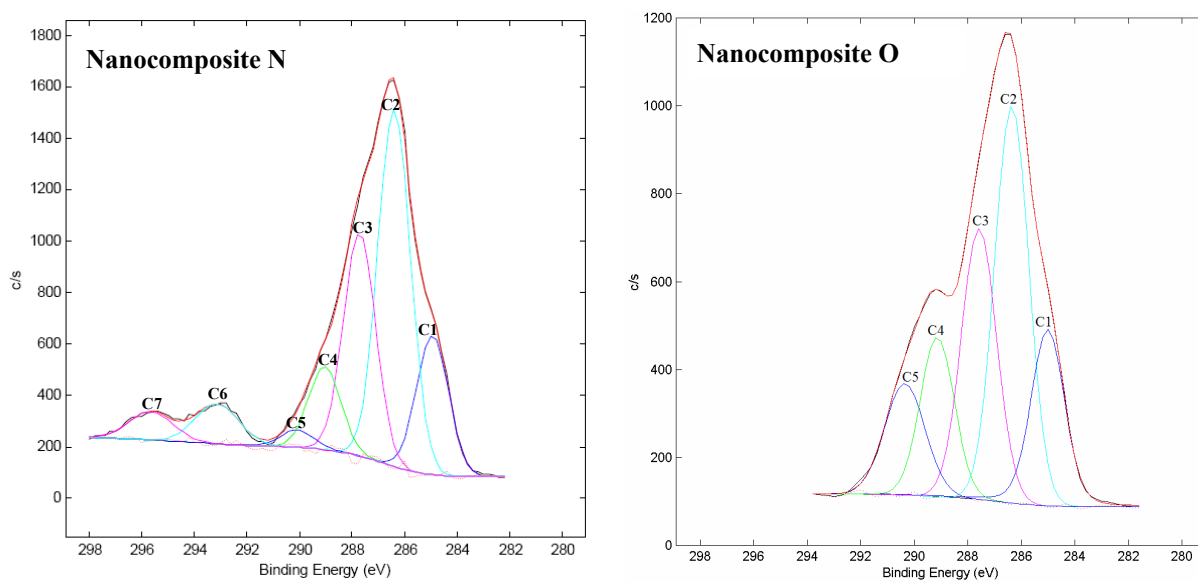 Nanocomposite N
1800
1600
1400
1200
1000
800
600
400
200
0
c/s
C7
C6
C5
C4
C3
C2
C1
298 296 294 292 290 288 286 284 282 280
Binding Energy (eV)
Nanocomposite O
1200
1000
800
600
400
200
0
c/s
C5
C4
C3
C2
C1
298 296 294 292 290 288 286 284 282 280
Binding Energy (eV)